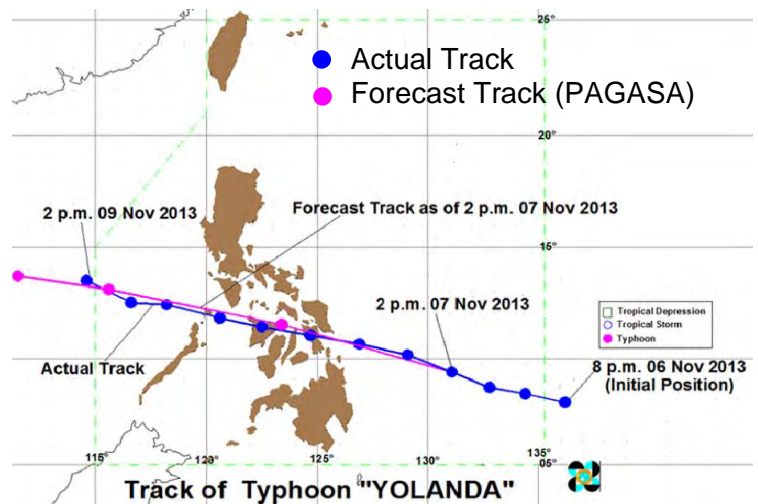 25°
Actual Track
Forecast Track (PAGASA)
20°
2 p.m. 09 Nov 2013
Forecast Track as of 2 p.m. 07 Nov 2013
15°
2 p.m. 07 Nov 2013
Tropical Depression
Tropical Storm
Typhoon
Actual Track
8 p.m. 06 Nov 2013
(Initial Position)
115°
120°
125°
130°
135°
05°
Track of Typhoon "YOLANDA"